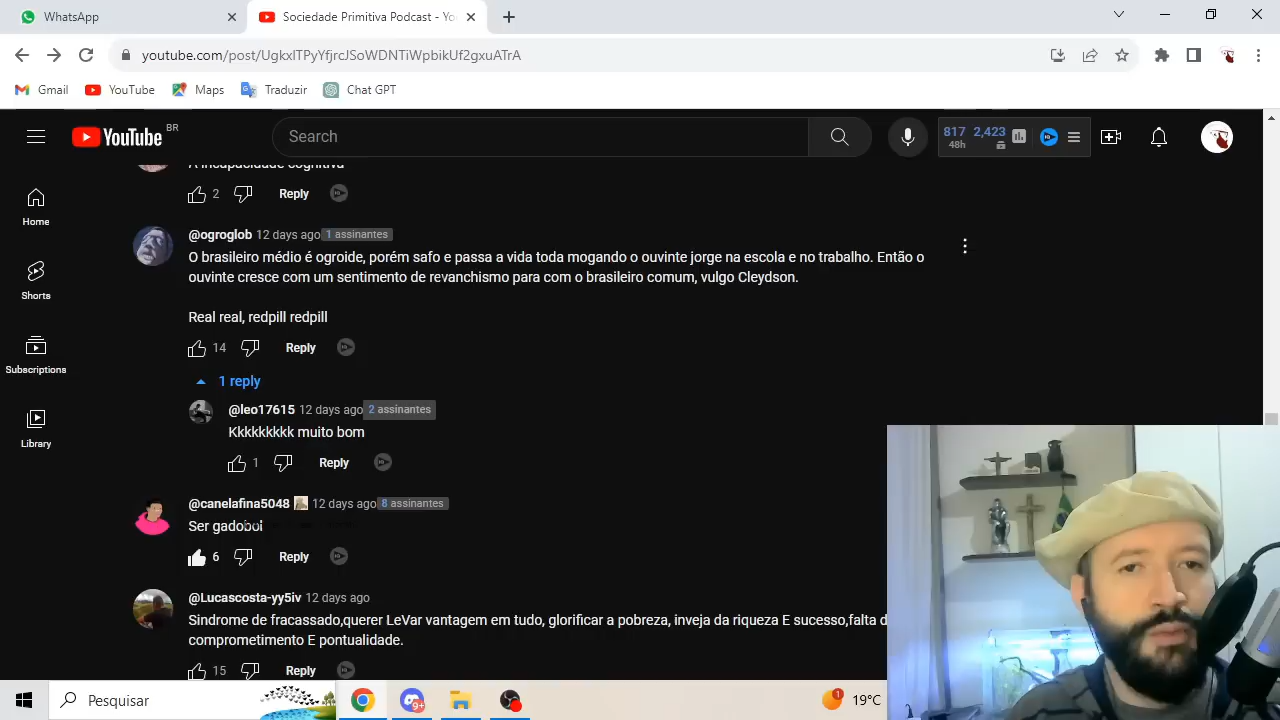 WhatsApp
Sociedade Primitiva Podcast - Yo
youtube.com/post/UgkxlTPyYfjrcJSoWDNTiWpbikUf2gxuATrA
Gmail YouTube Maps Traduzir Chat GPT
YouTube BR
Search
817 2,423
48h
Home
Shorts
Subscriptions
Library
A incapacidade cognitiva
2 Reply
@ogroglob 12 days ago 1 assinantes
O brasileiro médio é ogroide, porém safo e passa a vida toda mogando o ouvinte jorge na escola e no trabalho. Então o
ouvinte cresce com um sentimento de revanchismo para com o brasileiro comum, vulgo Cleydson.
Real real, redpill redpill
14 Reply
1 reply
@leo17615 12 days ago 2 assinantes
Kkkkkkkkk muito bom
1 Reply
@canelafina5048 12 days ago 8 assinantes
Ser gadoboi
6 Reply
@Lucascosta-yy5iv 12 days ago
Sindrome de fracassado,querer LeVar vantagem em tudo, glorificar a pobreza, inveja da riqueza E sucesso,falta d
comprometimento E pontualidade.
15 Reply
Pesquisar
9+
1
19°C